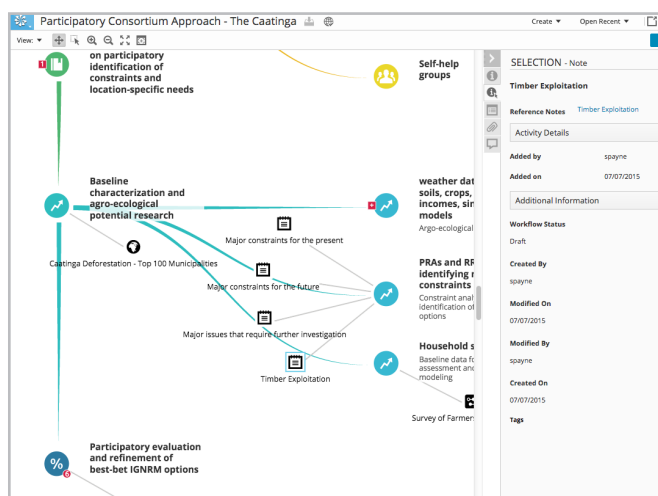 Participatory Consortium Approach - The Caatinga
Create ▼
Open Recent ▼
View: ▼
1
on participatory
identification of
constraints and
location-specific needs
Self-help
groups
Baseline
characterization and
agro-ecological
potential research
weather dat
soils, crops,
incomes, sin
models
Argo-ecological
Major constraints for the present
Caatinga Deforestation - Top 100 Municipalities
PRAs and RR
identifying r
constraints
Constraint anal
identification of
options
Major constraints for the future
Major issues that require further investigation
Timber Exploitation
Household s
Baseline data fo
assessment and
modeling
Survey of Farmer
Participatory evaluation
and refinement of
best-bet IGNRM options
%
6
SELECTION - Note
Timber Exploitation
Reference Notes
Timber Exploitation
Activity Details
Added by
spayne
Added on
07/07/2015
Additional Information
Workflow Status
Draft
Created By
spayne
Modified On
07/07/2015
Modified By
spayne
Created On
07/07/2015
Tags